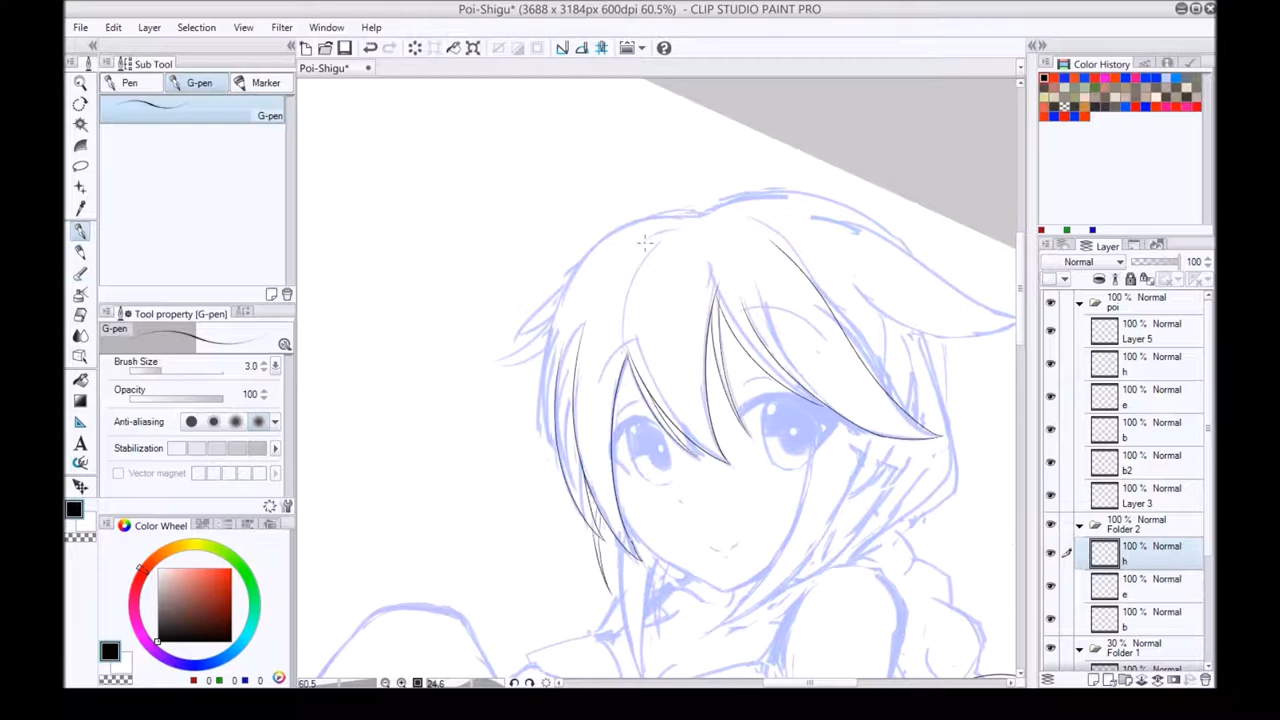 Poi-Shigu* (3688 x 3184px 600dpi 60.5%) - CLIP STUDIO PAINT PRO
File Edit Layer Selection View Filter Window Help
Sub Tool
Pen G-pen Marker
G-pen
Tool property [G-pen]
G-pen
Brush Size 3.0
Opacity 100
Anti-aliasing
Stabilization
Vector magnet
Color Wheel
0 0 0
Poi-Shigu*
60.5 24.6
Color History
Layer
Normal 100
100 % Normal
poi
100 % Normal
Layer 5
100 % Normal
h
100 % Normal
e
100 % Normal
b
100 % Normal
b2
100 % Normal
Layer 3
100 % Normal
Folder 2
100 % Normal
h
100 % Normal
e
100 % Normal
b
30 % Normal
Folder 1
100 % Normal